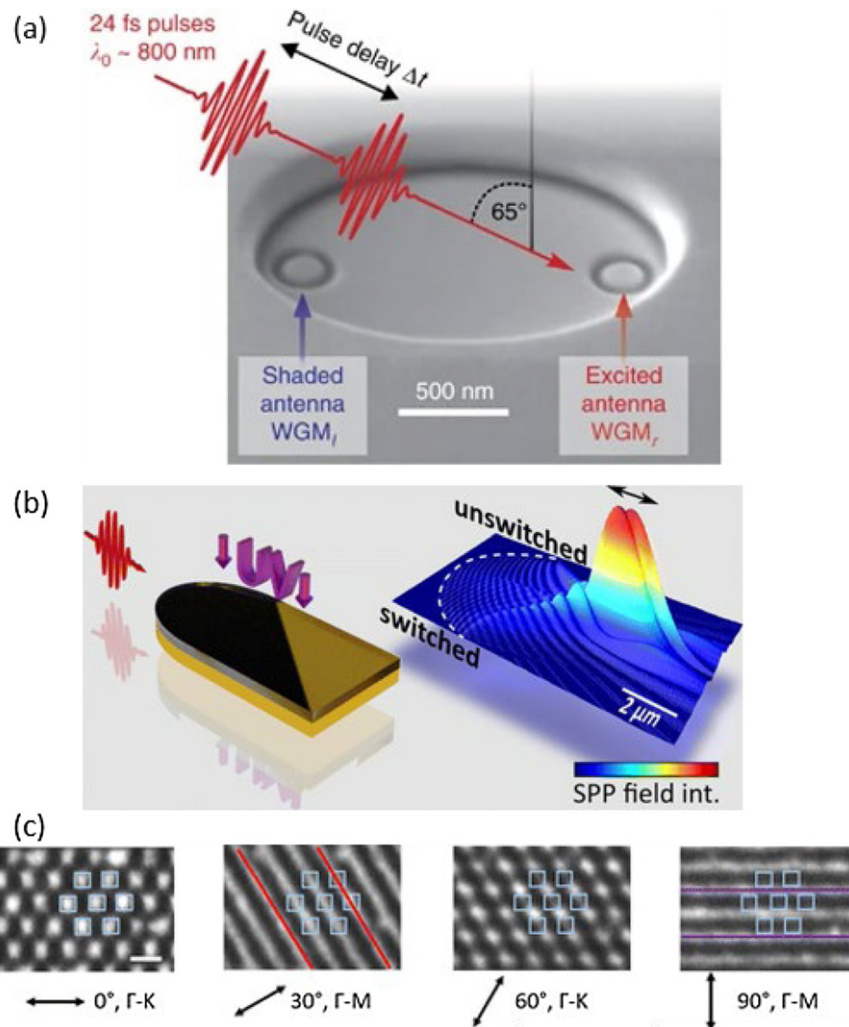 (a)
24 fs pulses
λ₀ ~ 800 nm
Pulse delay Δt
65°
Shaded
antenna
WGMₗ
500 nm
Excited
antenna
WGMᵣ
(b)
unswitched
switched
2 μm
SPP field int.
(c)
0°, Γ-K
30°, Γ-M
60°, Γ-K
90°, Γ-M